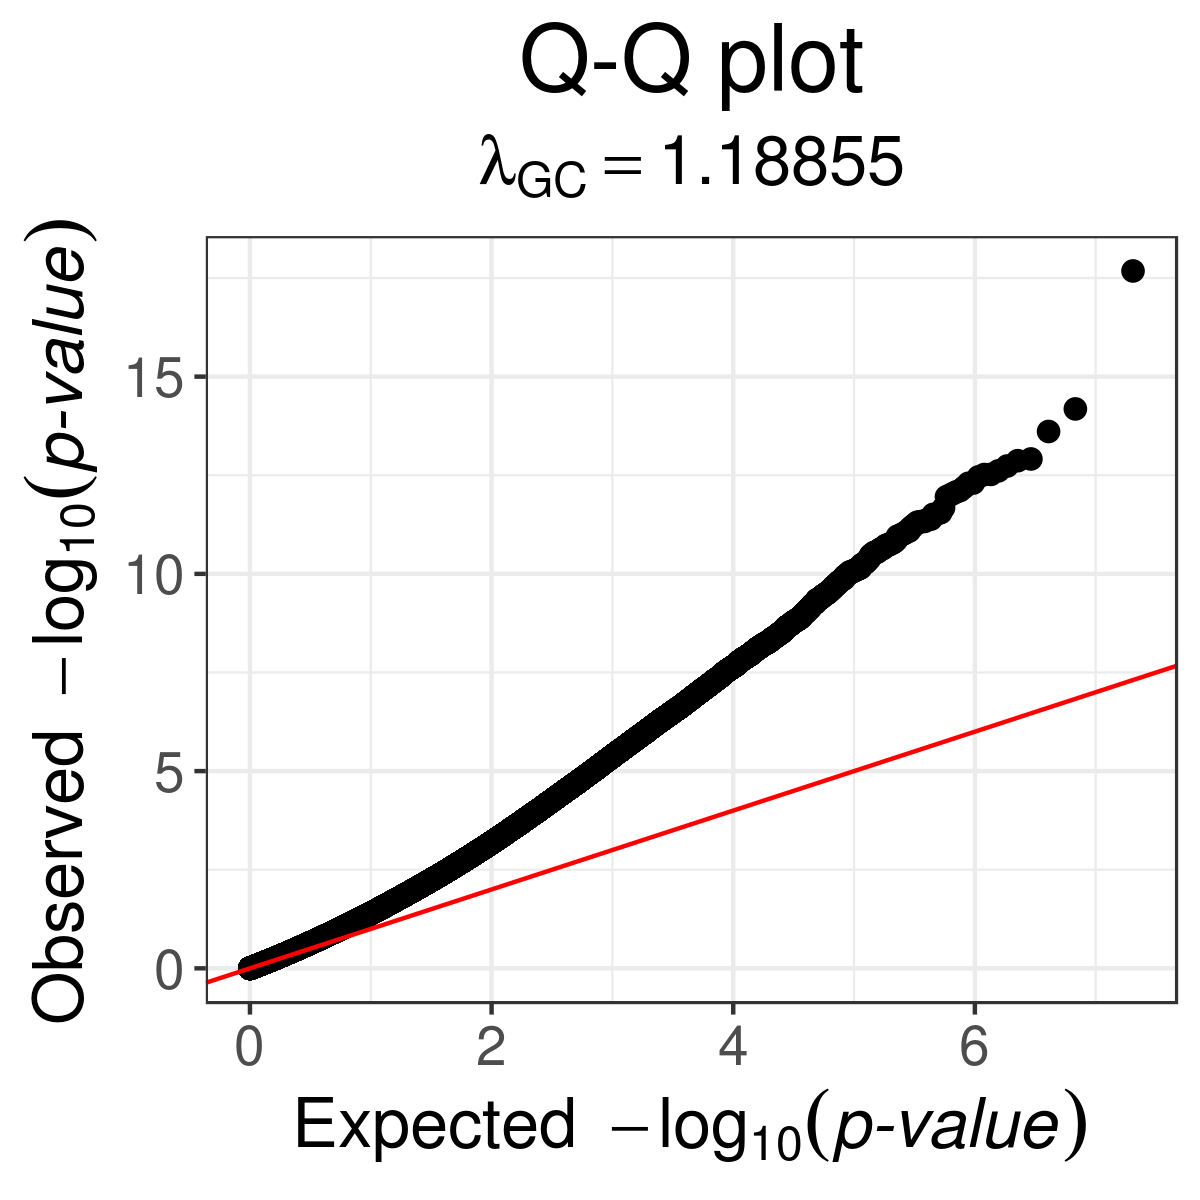 Q-Q plot
λGC = 1.18855
Observed −log10(p-value)
15
10
5
0
0 2 4 6
Expected −log10(p-value)